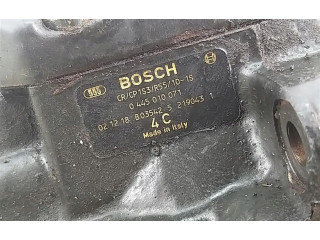 BOSCH
CR/CP1S3/R55/10-1S
0 445 010 071
02.12.18 803542 5 219043 1
4 C
Made in Italy